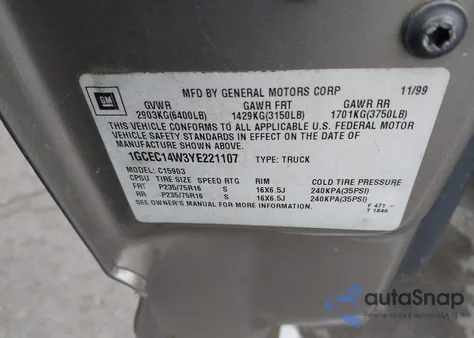 GM
MFD BY GENERAL MOTORS CORP 11/99
GVWR GAWR FRT GAWR RR
2903KG(6400LB) 1429KG(3150LB) 1701KG(3750LB)
THIS VEHICLE CONFORMS TO ALL APPLICABLE U.S. FEDERAL MOTOR
VEHICLE SAFETY STANDARDS IN EFFECT ON THE DATE OF
MANUFACTURE SHOWN ABOVE.
1GCEC14W3YE221107 TYPE: TRUCK
MODEL: C15903
CPSU TIRE SIZE SPEED RTG RIM COLD TIRE PRESSURE
FRT P235/75R16 S 16X6.5J 240KPA(35PSI)
RR P235/75R16 S 16X6.5J 240KPA(35PSI)
SEE OWNER'S MANUAL FOR MORE INFORMATION.
F 471
T 1846
autoSnap